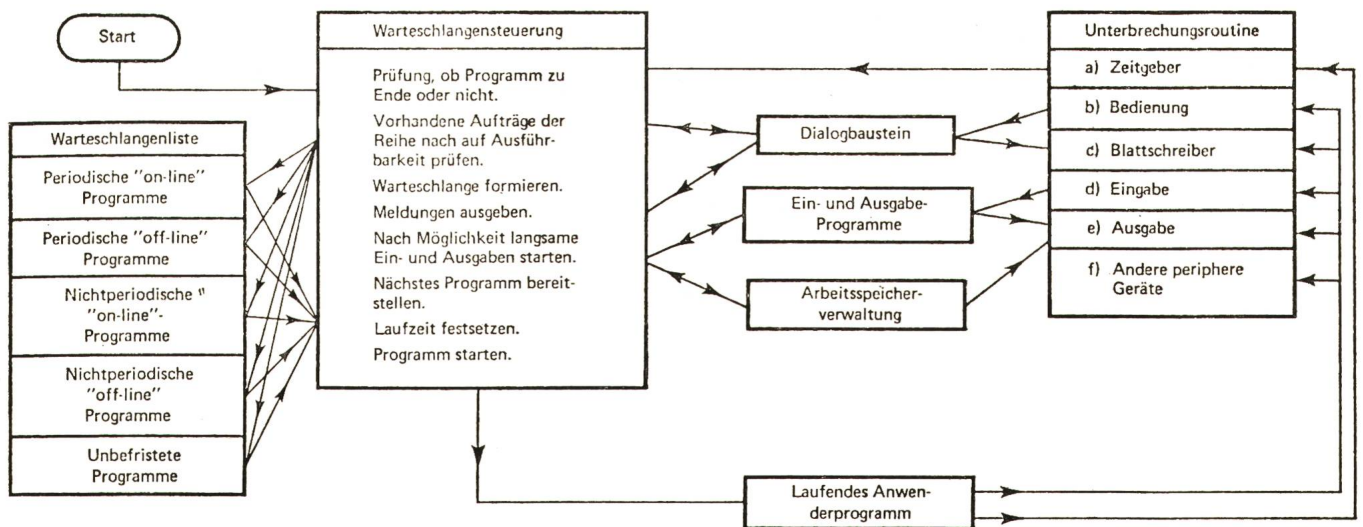 Start
Warteschlangenliste
Periodische "on-line"
Programme
Periodische "off-line"
Programme
Nichtperiodische "
"on-line"-
Programme
Nichtperiodische
"off-line"
Programme
Unbefristete
Programme
Warteschlangensteuerung
Prüfung, ob Programm zu
Ende oder nicht.
Vorhandene Aufträge der
Reihe nach auf Ausführ-
barkeit prüfen.
Warteschlange formieren.
Meldungen ausgeben.
Nach Möglichkeit langsame
Ein- und Ausgaben starten.
Nächstes Programm bereit-
stellen.
Laufzeit festsetzen.
Programm starten.
Dialogbaustein
Ein- und Ausgabe-
Programme
Arbeitsspeicher-
verwaltung
Unterbrechungsroutine
a) Zeitgeber
b) Bedienung
c) Blattschreiber
d) Eingabe
e) Ausgabe
f) Andere periphere
Geräte
Laufendes Anwen-
derprogramm